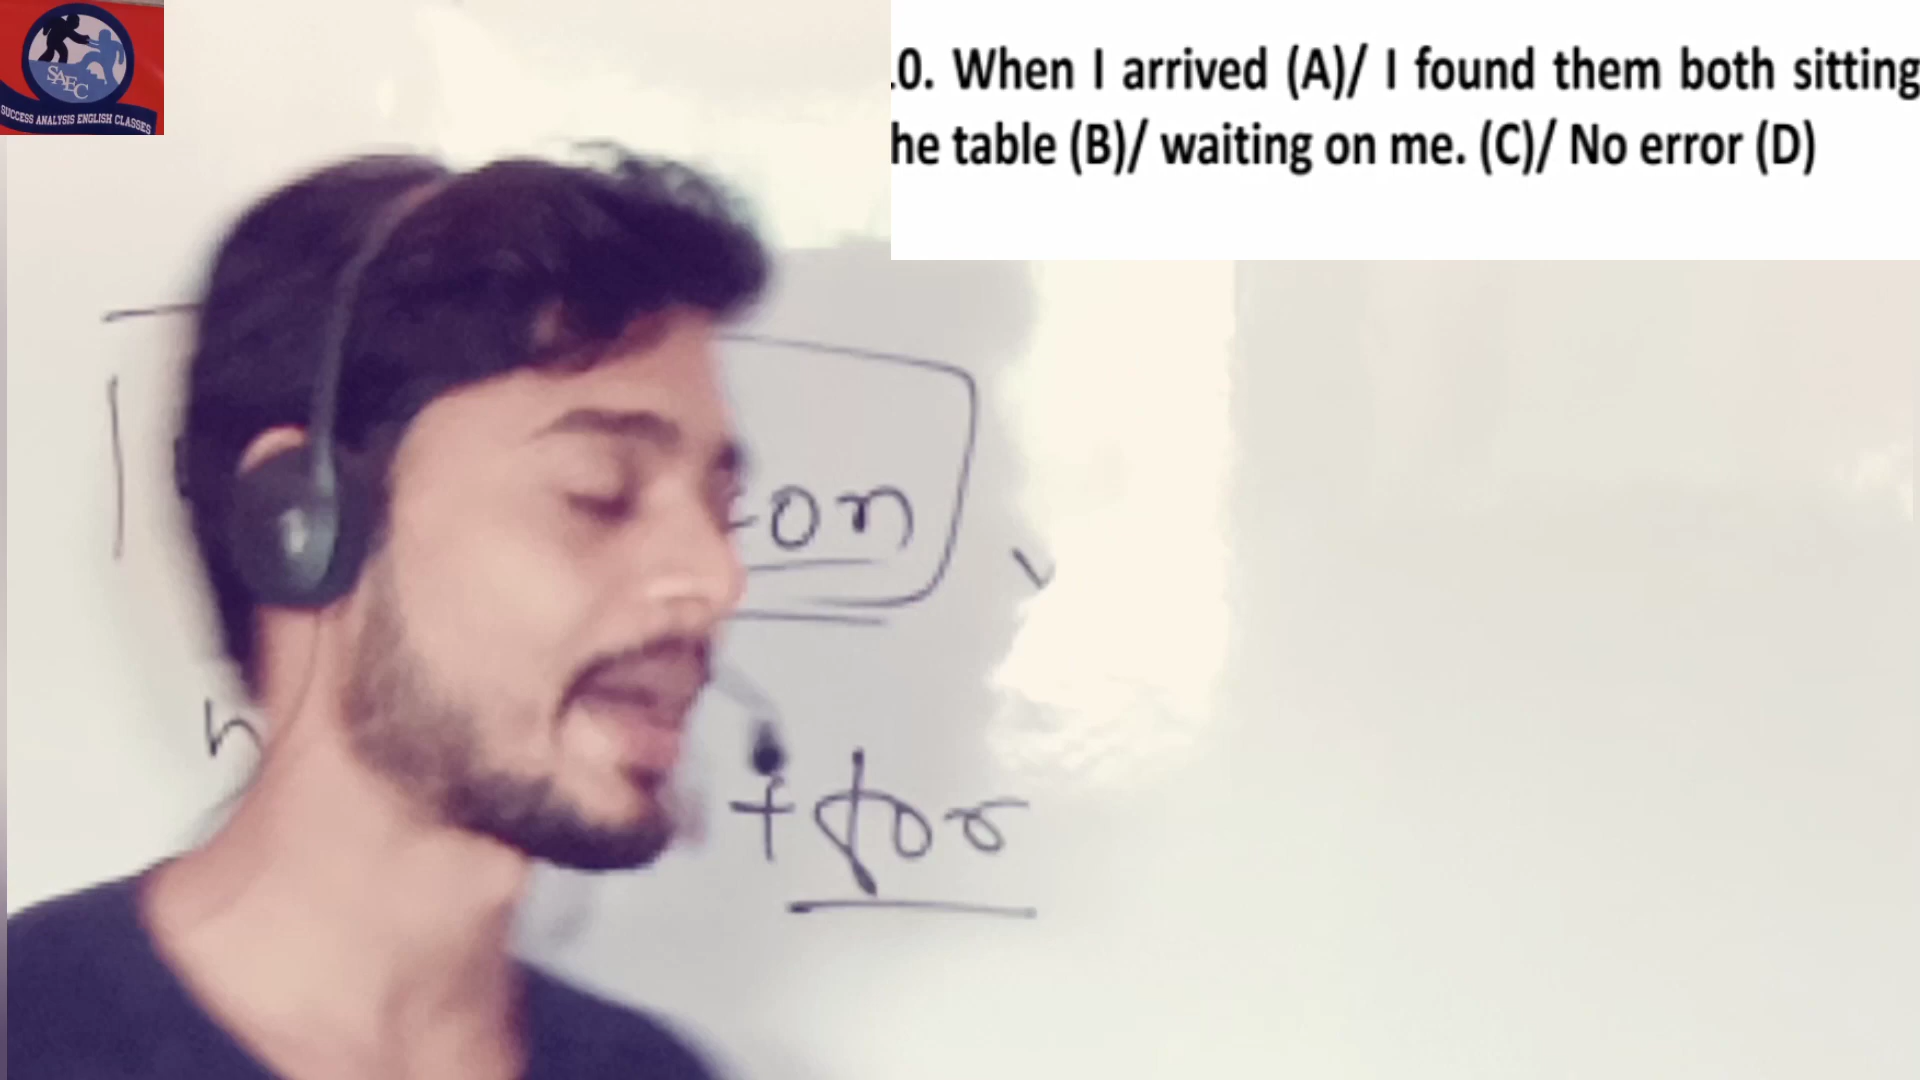 SAEC
SUCCESS ANALYSIS ENGLISH CLASSES
.0. When I arrived (A)/ I found them both sitting
he table (B)/ waiting on me. (C)/ No error (D)
on
+ for